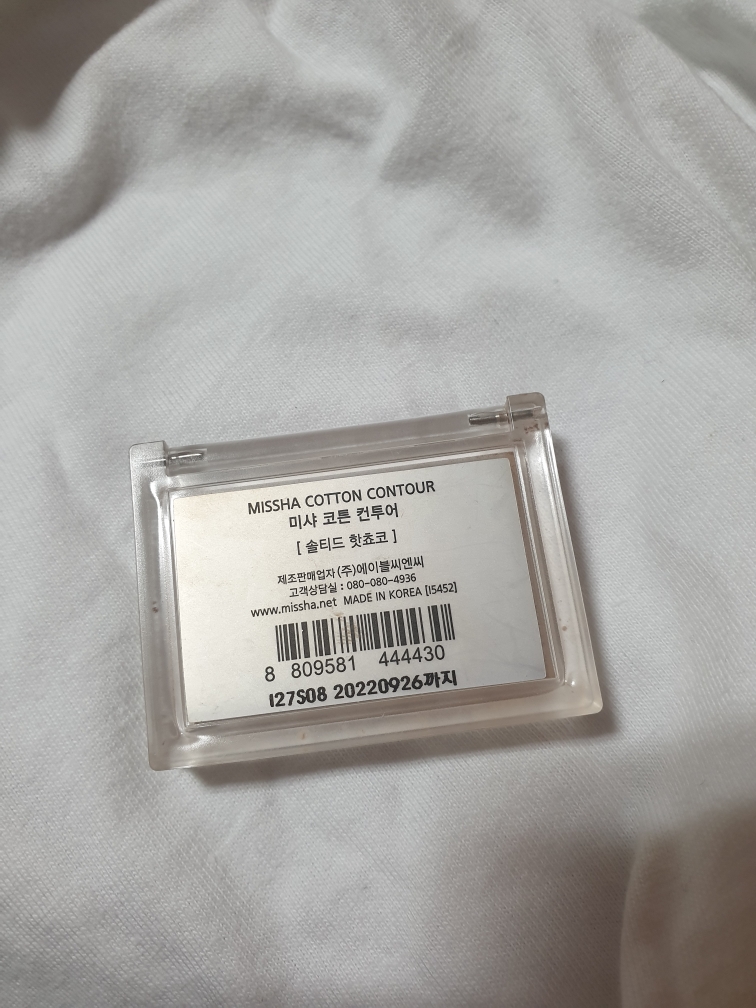 MISSHA COTTON CONTOUR
미샤 코튼 컨투어
[ 솔티드 핫쵸코 ]
제조판매업자 (주)에이블씨엔씨
고객상담실 : 080-080-4936
www.missha.net MADE IN KOREA [I5452]
8 809581 444430
I27S08 20220926까지